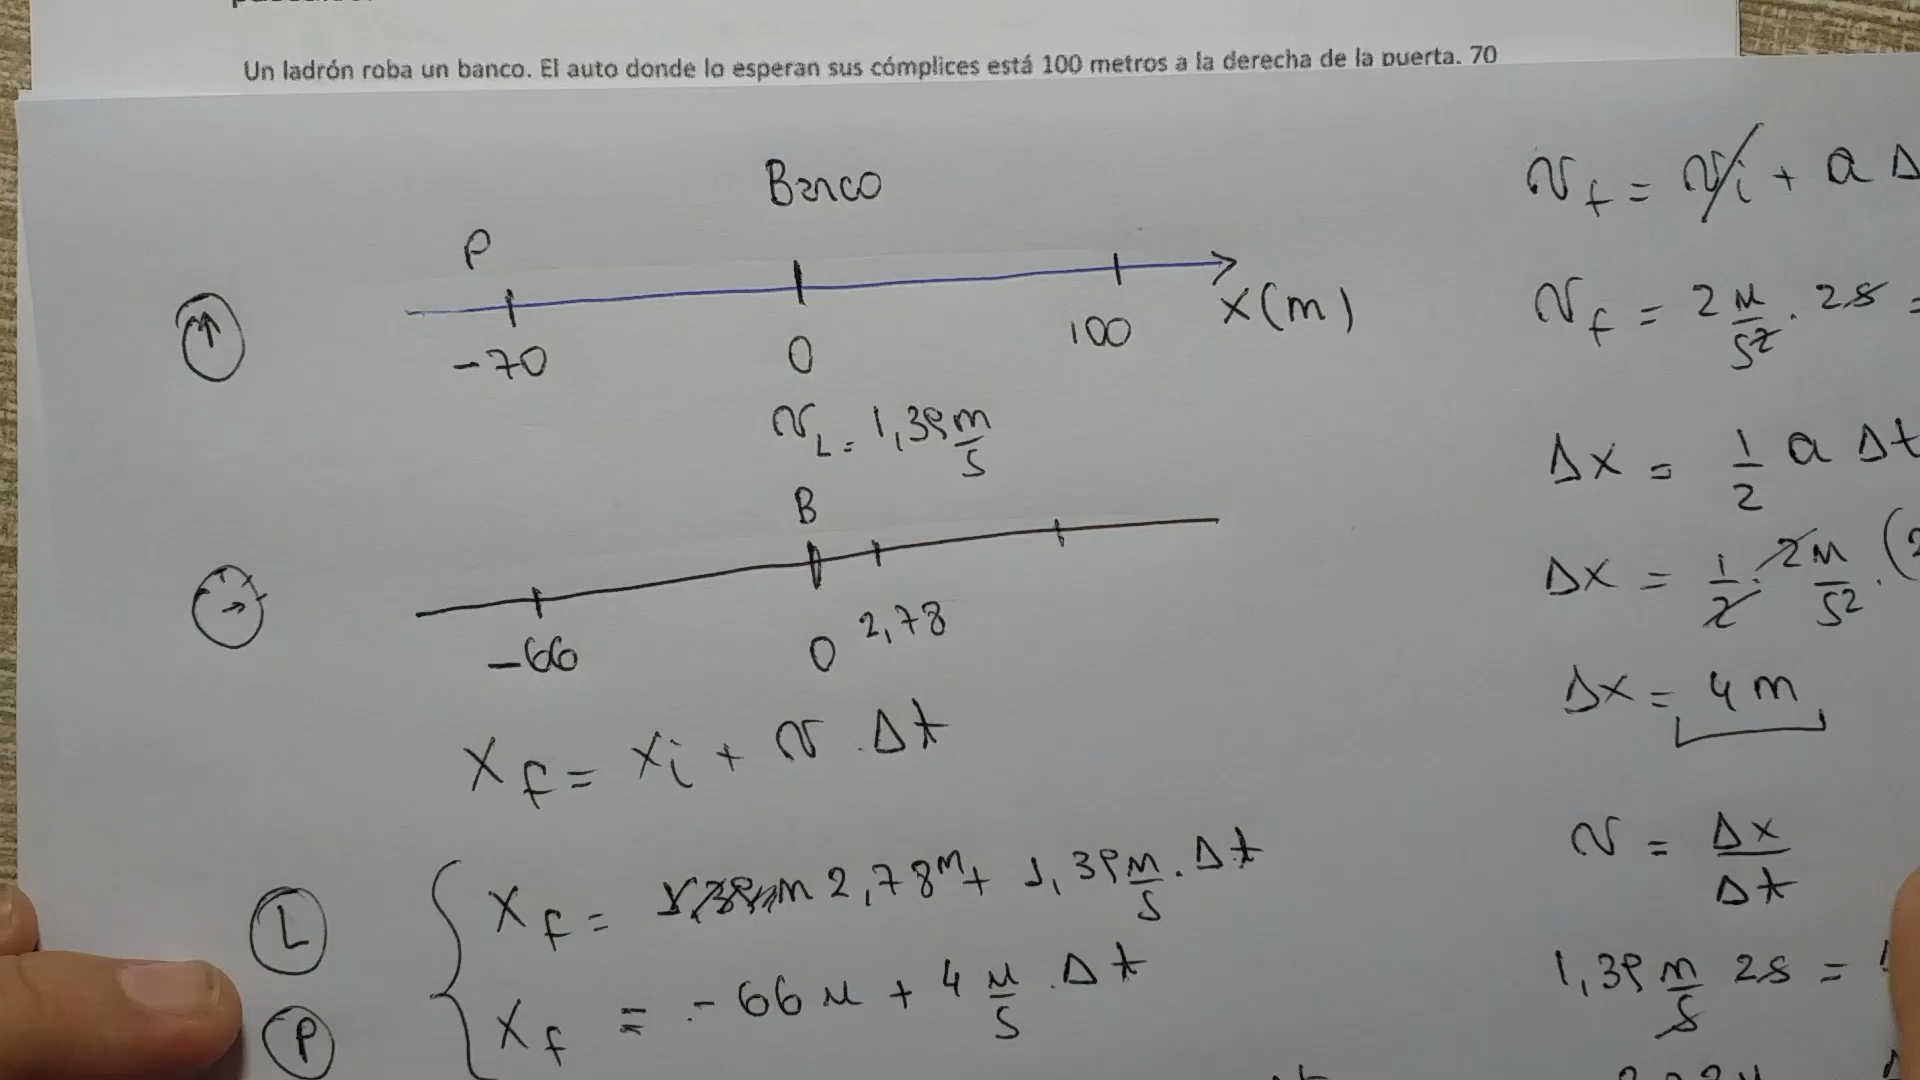 Un ladrón roba un banco. El auto donde lo esperan sus cómplices está 100 metros a la derecha de la puerta. 70
Banco
P
-70 0 100 X(m)
v_L = 1,39 m/s
B
-66 0 2,78
X_f = X_i + v . Δt
L X_f = 2,78 m + 1,39 m/s . Δt
P X_f = -66 m + 4 m/s . Δt
v_f = v_i + a Δ
v_f = 2 m/s² . 2s =
Δx = 1/2 a Δt
Δx = 1/2 . 2 m/s² . (2
Δx = 4 m
v = Δx/Δt
1,39 m/s 2s =